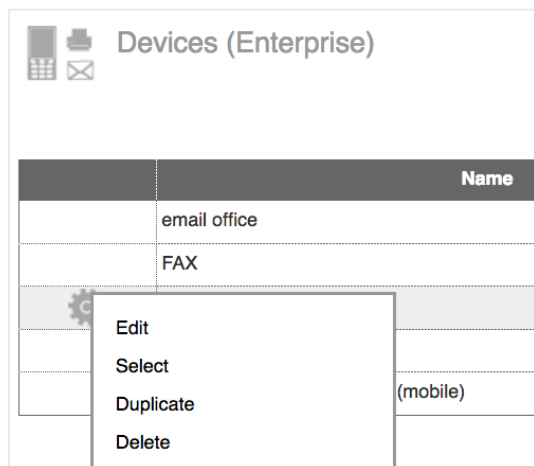 Devices (Enterprise)
Name
email office
FAX
Edit
Select
(mobile)
Duplicate
Delete